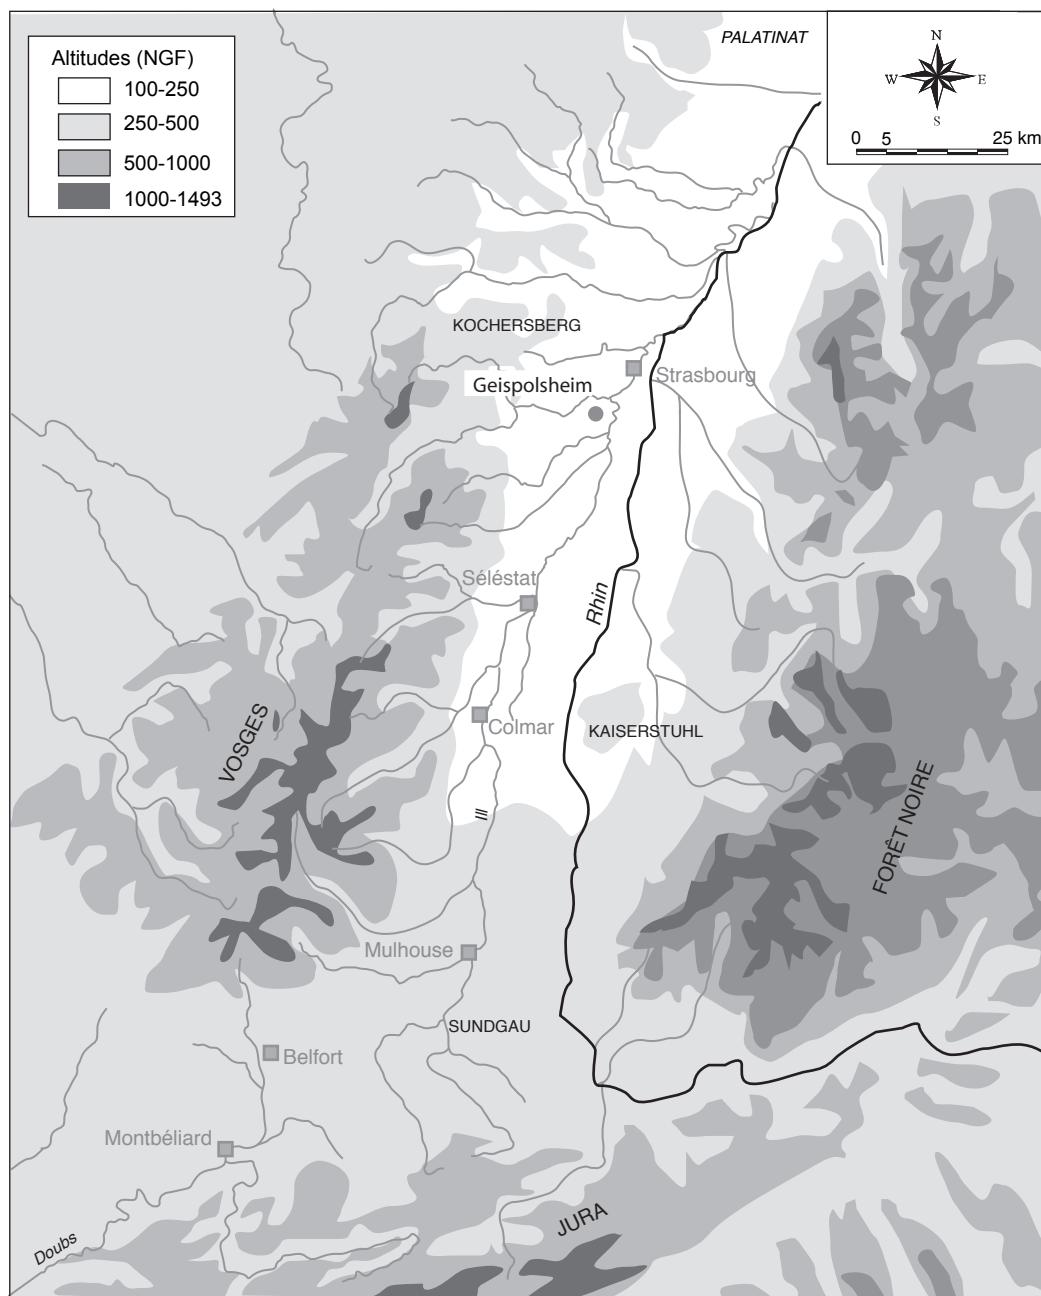 Altitudes (NGF)
100-250
250-500
500-1000
1000-1493
PALATINAT
N
W E
S
0 5 25 km
KOCHERSBERG
Strasbourg
Geispolsheim
Séléstat
Rhin
VOSGES
Colmar
KAISERSTUHL
Ill
FORÊT NOIRE
Mulhouse
SUNDGAU
Belfort
Montbéliard
JURA
Doubs